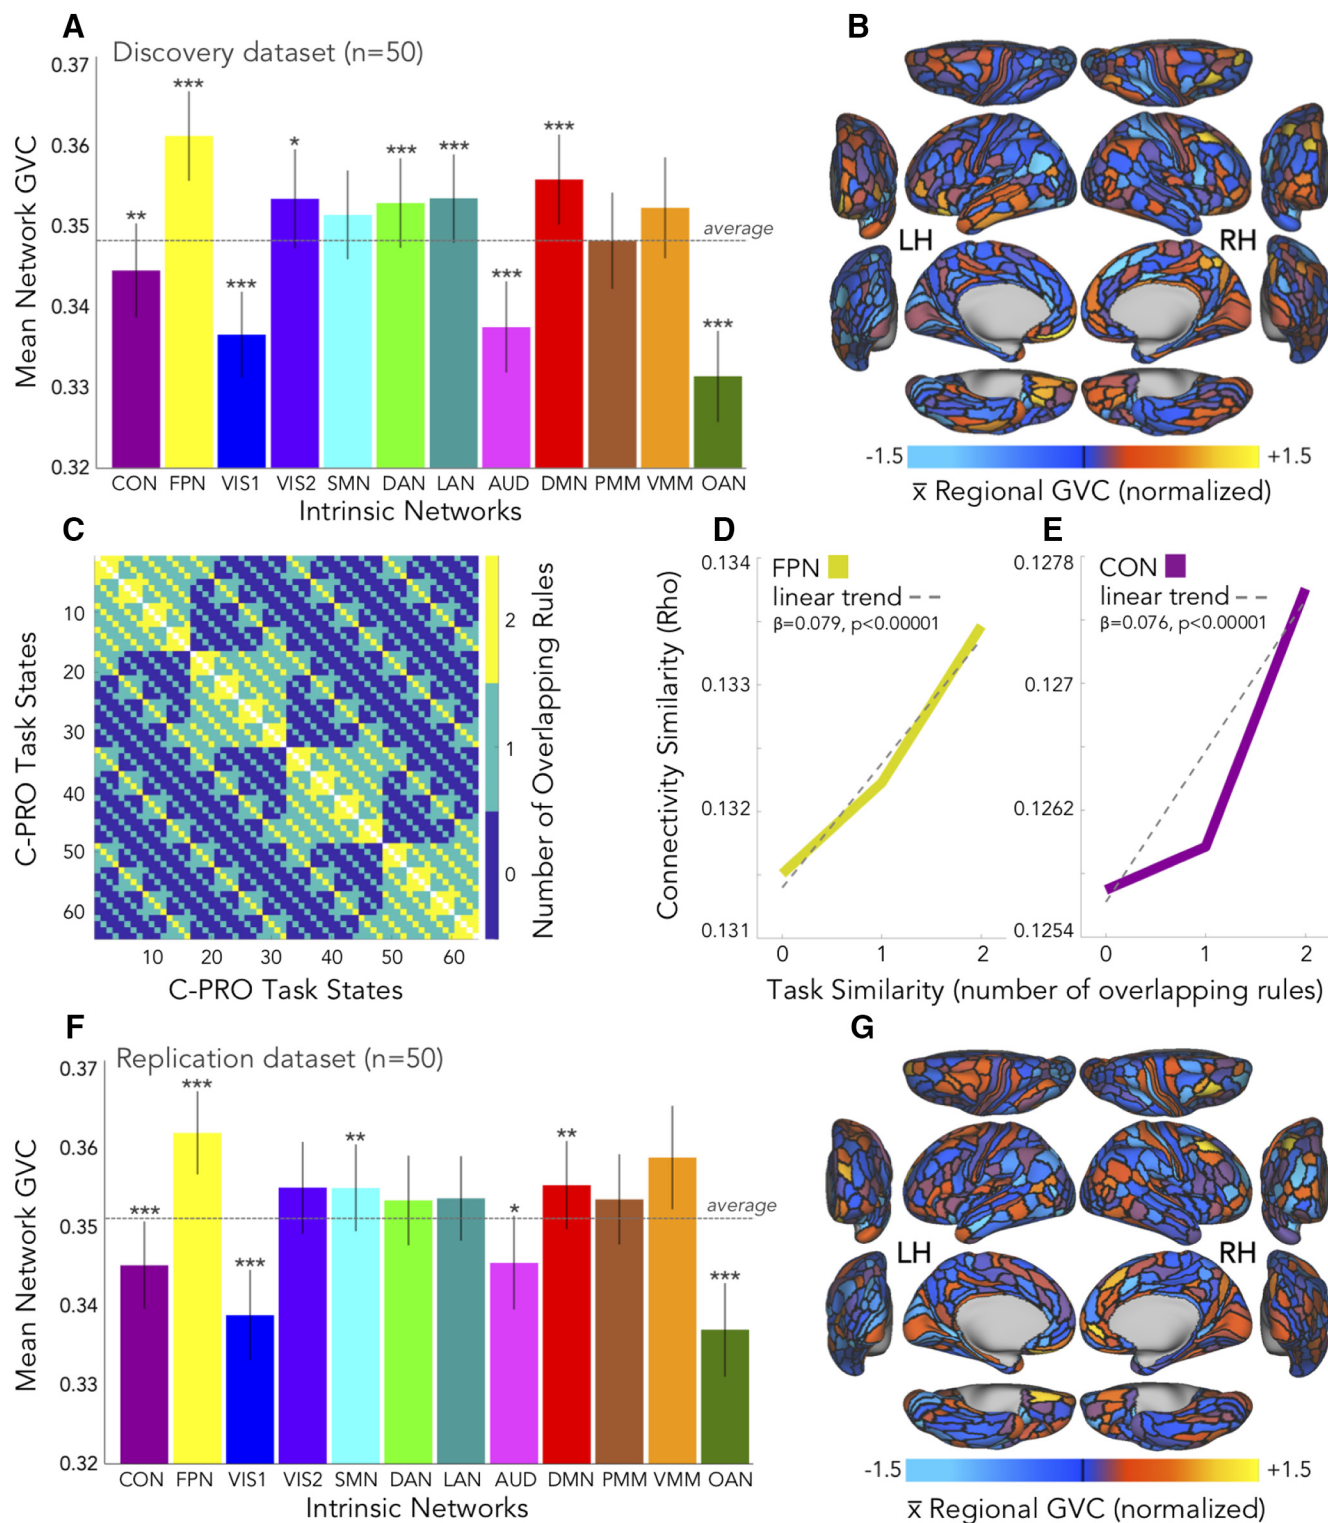 A
Discovery dataset (n=50)
Mean Network GVC
0.37
0.36
0.35
0.34
0.33
0.32
***
**
***
*
***
***
***
***
***
average
CON FPN VIS1 VIS2 SMN DAN LAN AUD DMN PMM VMM OAN
Intrinsic Networks
B
LH RH
-1.5 +1.5
x̅ Regional GVC (normalized)
C
C-PRO Task States
10
20
30
40
50
60
10 20 30 40 50 60
C-PRO Task States
2
1
0
Number of Overlapping Rules
D
Connectivity Similarity (Rho)
0.134
0.133
0.132
0.131
FPN
linear trend
β=0.079, p<0.00001
0 1 2
E
0.1278
0.127
0.1262
0.1254
CON
linear trend
β=0.076, p<0.00001
0 1 2
Task Similarity (number of overlapping rules)
F
Replication dataset (n=50)
Mean Network GVC
0.37
0.36
0.35
0.34
0.33
0.32
***
***
***
**
*
**
***
average
CON FPN VIS1 VIS2 SMN DAN LAN AUD DMN PMM VMM OAN
Intrinsic Networks
G
LH RH
-1.5 +1.5
x̅ Regional GVC (normalized)